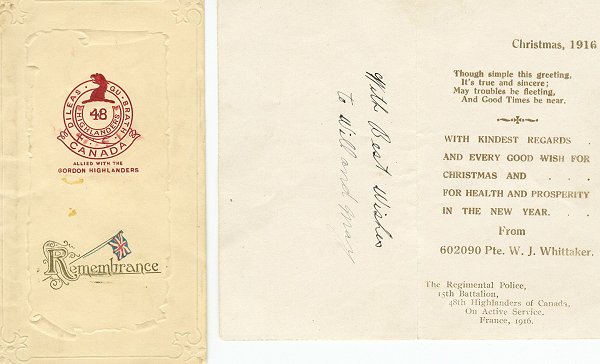 DILEAS · GU · BRATH
48
HIGHLANDERS
CANADA
ALLIED WITH THE
GORDON HIGHLANDERS
Remembrance
With Best Wishes
to Will and May
Christmas, 1916
Though simple this greeting,
It's true and sincere;
May troubles be fleeting,
And Good Times be near.
WITH KINDEST REGARDS .
AND EVERY GOOD WISH FOR
CHRISTMAS AND . . . .
FOR HEALTH AND PROSPERITY
IN THE NEW YEAR. . . .
From
602090 Pte. W. J. Whittaker.
The Regimental Police,
15th Battalion,
48th Highlanders of Canada,
On Active Service.
France, 1916.